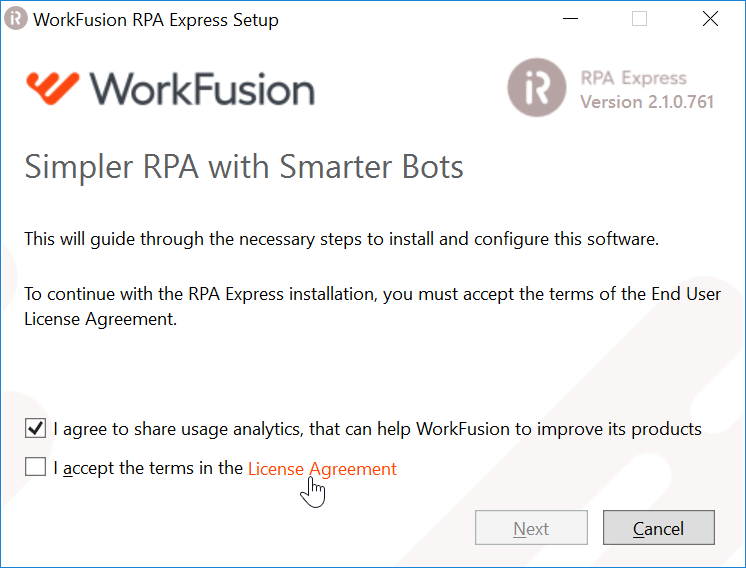 WorkFusion RPA Express Setup
WorkFusion
RPA Express
Version 2.1.0.761
Simpler RPA with Smarter Bots
This will guide through the necessary steps to install and configure this software.
To continue with the RPA Express installation, you must accept the terms of the End User
License Agreement.
I agree to share usage analytics, that can help WorkFusion to improve its products
I accept the terms in the License Agreement
Next
Cancel